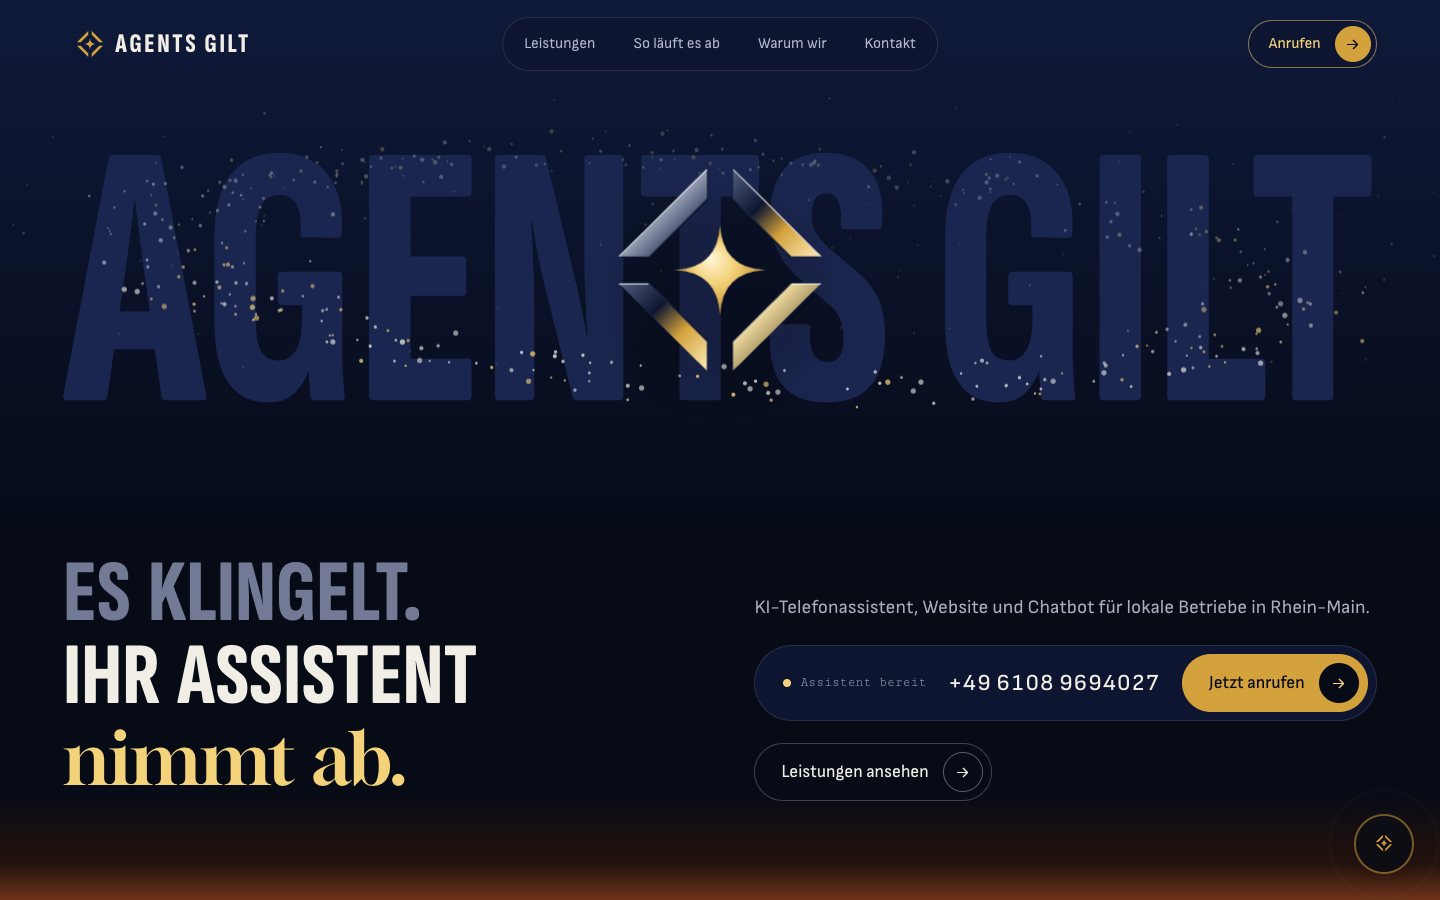 AGENTS GILT
Leistungen
So läuft es ab
Warum wir
Kontakt
Anrufen
AGENTS GILT
ES KLINGELT.
IHR ASSISTENT
nimmt ab.
KI-Telefonassistent, Website und Chatbot für lokale Betriebe in Rhein-Main.
Assistent bereit
+49 6108 9694027
Jetzt anrufen
Leistungen ansehen